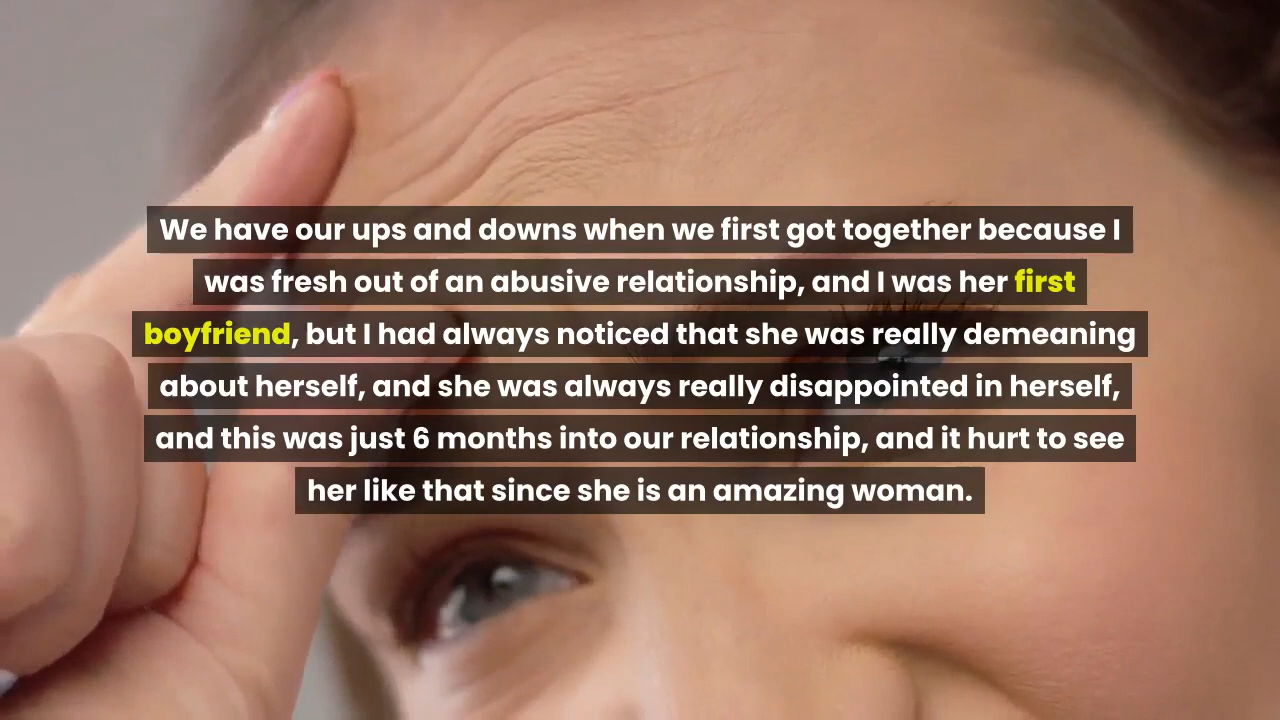 We have our ups and downs when we first got together because I
was fresh out of an abusive relationship, and I was her first
boyfriend, but I had always noticed that she was really demeaning
about herself, and she was always really disappointed in herself,
and this was just 6 months into our relationship, and it hurt to see
her like that since she is an amazing woman.